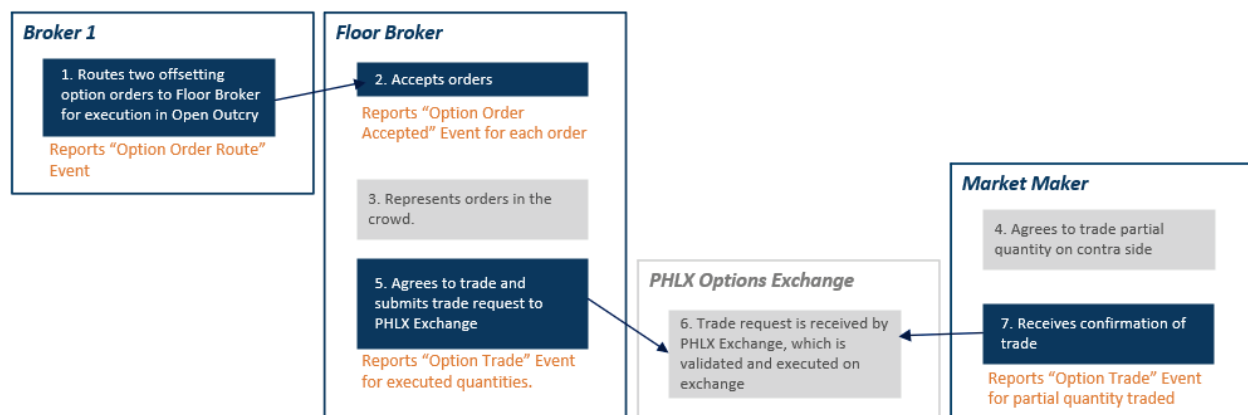 Broker 1
1. Routes two offsetting
option orders to Floor Broker
for execution in Open Outcry
Reports “Option Order Route”
Event
Floor Broker
2. Accepts orders
Reports “Option Order
Accepted” Event for each order
3. Represents orders in the
crowd.
5. Agrees to trade and
submits trade request to
PHLX Exchange
Reports “Option Trade” Event
for executed quantities.
PHLX Options Exchange
6. Trade request is received by
PHLX Exchange, which is
validated and executed on
exchange
Market Maker
4. Agrees to trade partial
quantity on contra side
7. Receives confirmation of
trade
Reports “Option Trade” Event
for partial quantity traded